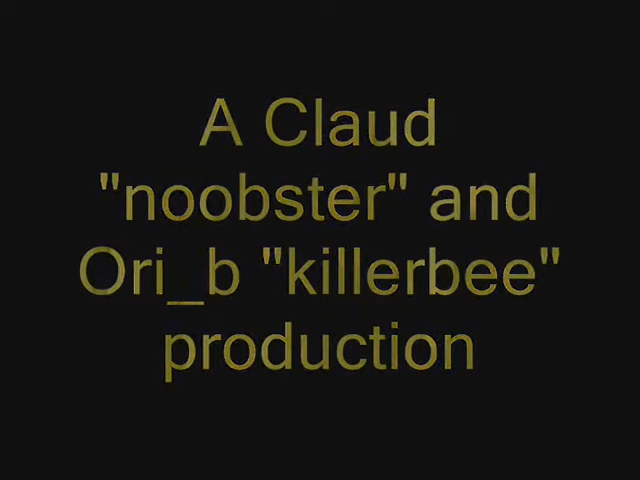 A Claud
"noobster" and
Ori_b "killerbee"
production